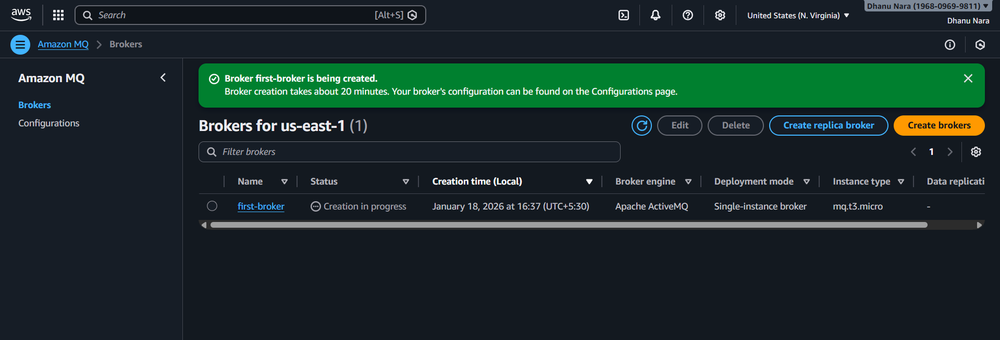 aws
Search [Alt+S]
United States (N. Virginia)
Dhanu Nara (1968-0969-9811)
Dhanu Nara
Amazon MQ Brokers
Amazon MQ
Brokers
Configurations
Broker first-broker is being created.
Broker creation takes about 20 minutes. Your broker's configuration can be found on the Configurations page.
Brokers for us-east-1 (1)
Edit Delete Create replica broker Create brokers
Filter brokers
1
Name Status Creation time (Local) Broker engine Deployment mode Instance type Data replicati
first-broker Creation in progress January 18, 2026 at 16:37 (UTC+5:30) Apache ActiveMQ Single-instance broker mq.t3.micro -